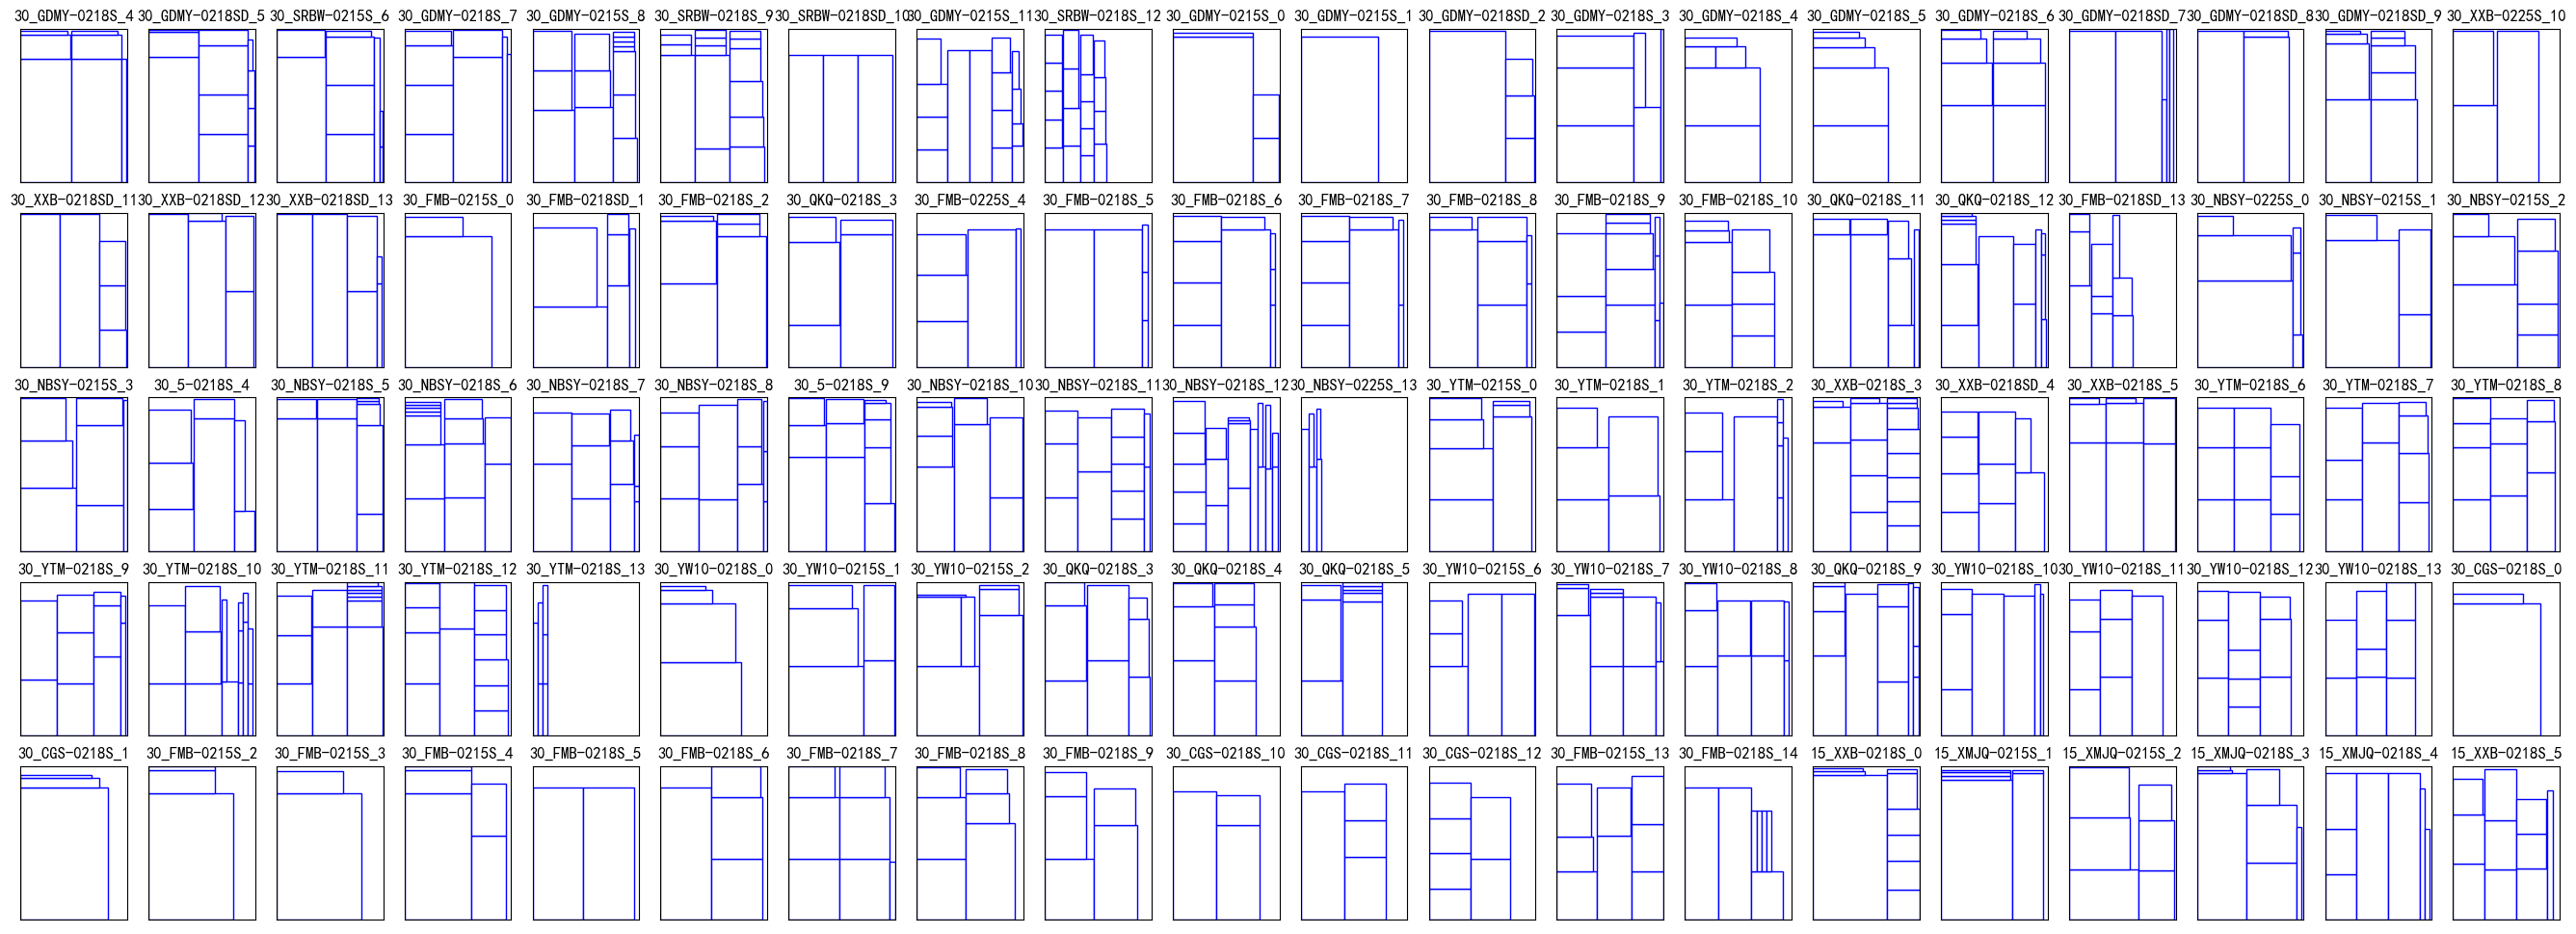 30_GDMY-0218S_4 30_GDMY-0218SD_5 30_SRBW-0215S_6 30_GDMY-0218S_7 30_GDMY-0215S_8 30_SRBW-0218S_9 30_SRBW-0218SD_10 30_GDMY-0215S_11 30_SRBW-0218S_12 30_GDMY-0215S_0 30_GDMY-0215S_1 30_GDMY-0218SD_2 30_GDMY-0218S_3 30_GDMY-0218S_4 30_GDMY-0218S_5 30_GDMY-0218S_6 30_GDMY-0218SD_7 30_GDMY-0218SD_8 30_GDMY-0218SD_9 30_XXB-0225S_10
30_XXB-0218SD_11 30_XXB-0218SD_12 30_XXB-0218SD_13 30_FMB-0215S_0 30_FMB-0218SD_1 30_FMB-0218S_2 30_QKQ-0218S_3 30_FMB-0225S_4 30_FMB-0218S_5 30_FMB-0218S_6 30_FMB-0218S_7 30_FMB-0218S_8 30_FMB-0218S_9 30_FMB-0218S_10 30_QKQ-0218S_11 30_QKQ-0218S_12 30_FMB-0218SD_13 30_NBSY-0225S_0 30_NBSY-0215S_1 30_NBSY-0215S_2
30_NBSY-0215S_3 30_5-0218S_4 30_NBSY-0218S_5 30_NBSY-0218S_6 30_NBSY-0218S_7 30_NBSY-0218S_8 30_5-0218S_9 30_NBSY-0218S_10 30_NBSY-0218S_11 30_NBSY-0218S_12 30_NBSY-0225S_13 30_YTM-0215S_0 30_YTM-0218S_1 30_YTM-0218S_2 30_XXB-0218S_3 30_XXB-0218SD_4 30_XXB-0218S_5 30_YTM-0218S_6 30_YTM-0218S_7 30_YTM-0218S_8
30_YTM-0218S_9 30_YTM-0218S_10 30_YTM-0218S_11 30_YTM-0218S_12 30_YTM-0218S_13 30_YW10-0218S_0 30_YW10-0215S_1 30_YW10-0215S_2 30_QKQ-0218S_3 30_QKQ-0218S_4 30_QKQ-0218S_5 30_YW10-0215S_6 30_YW10-0218S_7 30_YW10-0218S_8 30_QKQ-0218S_9 30_YW10-0218S_10 30_YW10-0218S_11 30_YW10-0218S_12 30_YW10-0218S_13 30_CGS-0218S_0
30_CGS-0218S_1 30_FMB-0215S_2 30_FMB-0215S_3 30_FMB-0215S_4 30_FMB-0218S_5 30_FMB-0218S_6 30_FMB-0218S_7 30_FMB-0218S_8 30_FMB-0218S_9 30_CGS-0218S_10 30_CGS-0218S_11 30_CGS-0218S_12 30_FMB-0215S_13 30_FMB-0218S_14 15_XXB-0218S_0 15_XMJQ-0215S_1 15_XMJQ-0215S_2 15_XMJQ-0218S_3 15_XMJQ-0218S_4 15_XXB-0218S_5